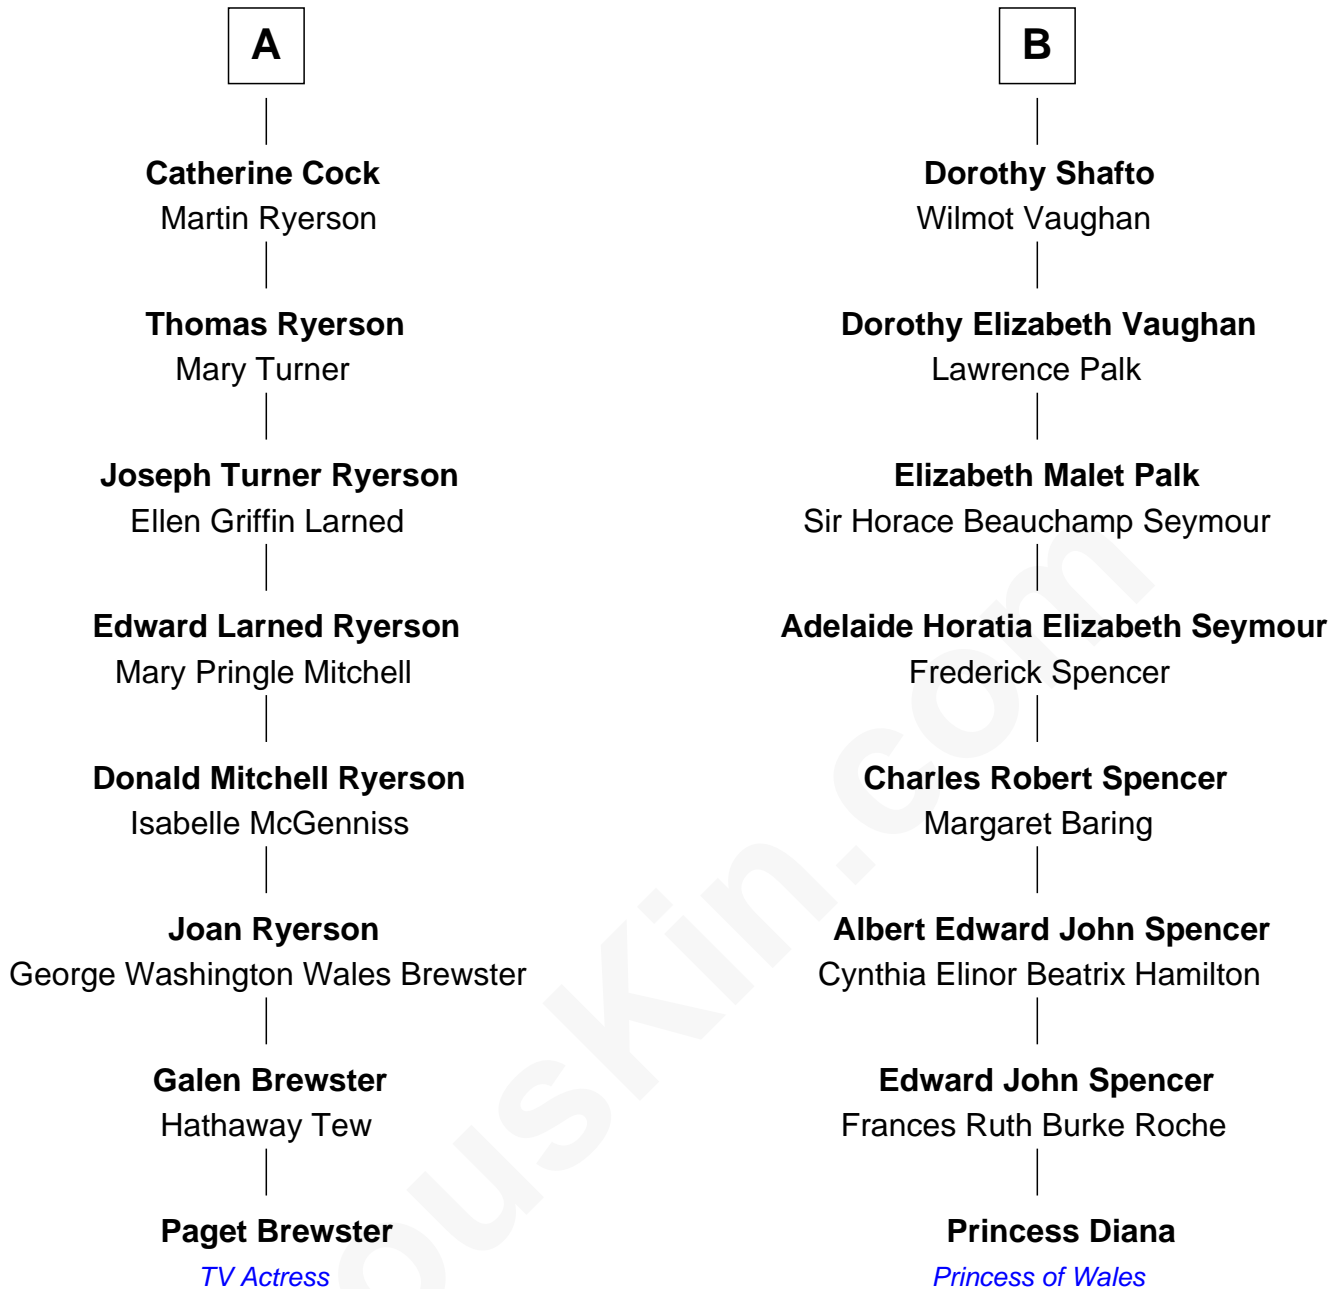 A
Catherine Cock
Martin Ryerson
Thomas Ryerson
Mary Turner
Joseph Turner Ryerson
Ellen Griffin Larned
Edward Larned Ryerson
Mary Pringle Mitchell
Donald Mitchell Ryerson
Isabelle McGenniss
Joan Ryerson
George Washington Wales Brewster
Galen Brewster
Hathaway Tew
Paget Brewster
TV Actress
B
Dorothy Shafto
Wilmot Vaughan
Dorothy Elizabeth Vaughan
Lawrence Palk
Elizabeth Malet Palk
Sir Horace Beauchamp Seymour
Adelaide Horatia Elizabeth Seymour
Frederick Spencer
Charles Robert Spencer
Margaret Baring
Albert Edward John Spencer
Cynthia Elinor Beatrix Hamilton
Edward John Spencer
Frances Ruth Burke Roche
Princess Diana
Princess of Wales
ousKin.com